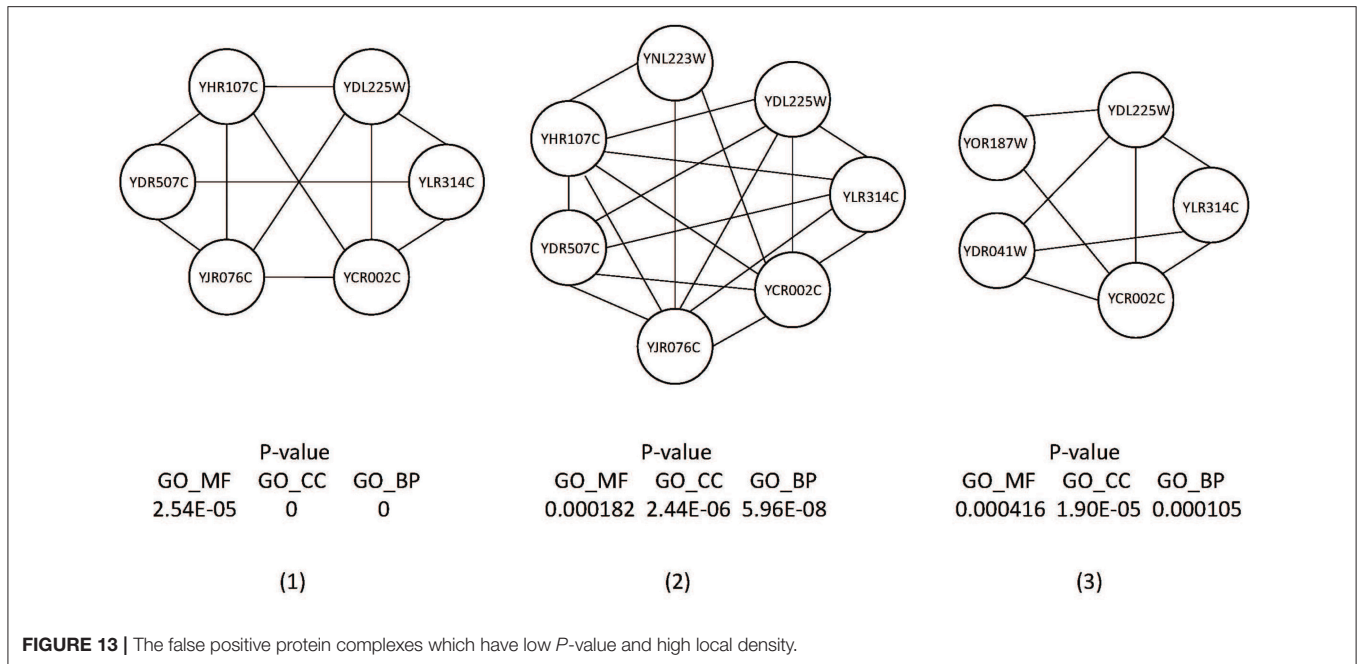 YHR107C YDL225W
YDR507C YLR314C
YJR076C YCR002C
P-value
GO_MF GO_CC GO_BP
2.54E-05 0 0
(1)
YNL223W
YDL225W
YHR107C
YLR314C
YDR507C
YCR002C
YJR076C
P-value
GO_MF GO_CC GO_BP
0.000182 2.44E-06 5.96E-08
(2)
YDL225W
YOR187W
YLR314C
YDR041W
YCR002C
P-value
GO_MF GO_CC GO_BP
0.000416 1.90E-05 0.000105
(3)
FIGURE 13 | The false positive protein complexes which have low P-value and high local density.